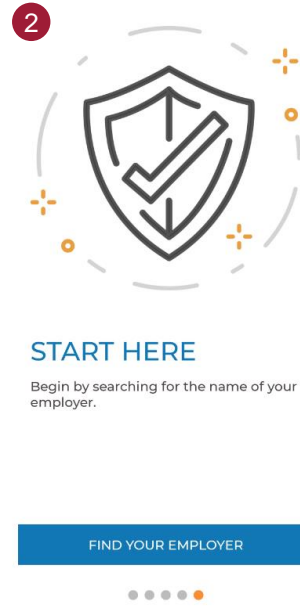 2
START HERE
Begin by searching for the name of your
employer.
FIND YOUR EMPLOYER